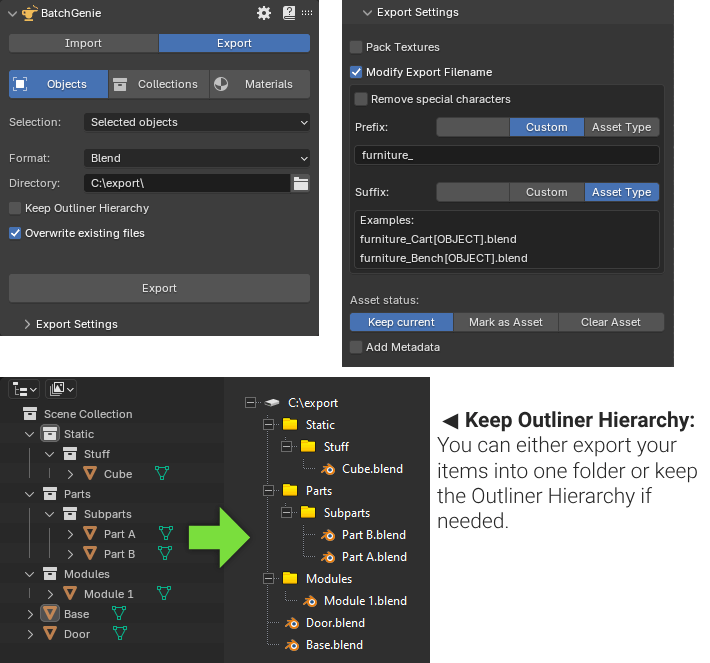 BatchGenie
Import Export
Objects Collections Materials
Selection: Selected objects
Format: Blend
Directory: C:\export\
Keep Outliner Hierarchy
Overwrite existing files
Export
Export Settings
Export Settings
Pack Textures
Modify Export Filename
Remove special characters
Prefix: Custom Asset Type
furniture_
Suffix: Custom Asset Type
Examples:
furniture_Cart[OBJECT].blend
furniture_Bench[OBJECT].blend
Asset status:
Keep current Mark as Asset Clear Asset
Add Metadata
Scene Collection
Static
Stuff
Cube
Parts
Subparts
Part A
Part B
Modules
Module 1
Base
Door
C:\export
Static
Stuff
Cube.blend
Parts
Subparts
Part B.blend
Part A.blend
Modules
Module 1.blend
Door.blend
Base.blend
◀ Keep Outliner Hierarchy:
You can either export your
items into one folder or keep
the Outliner Hierarchy if
needed.